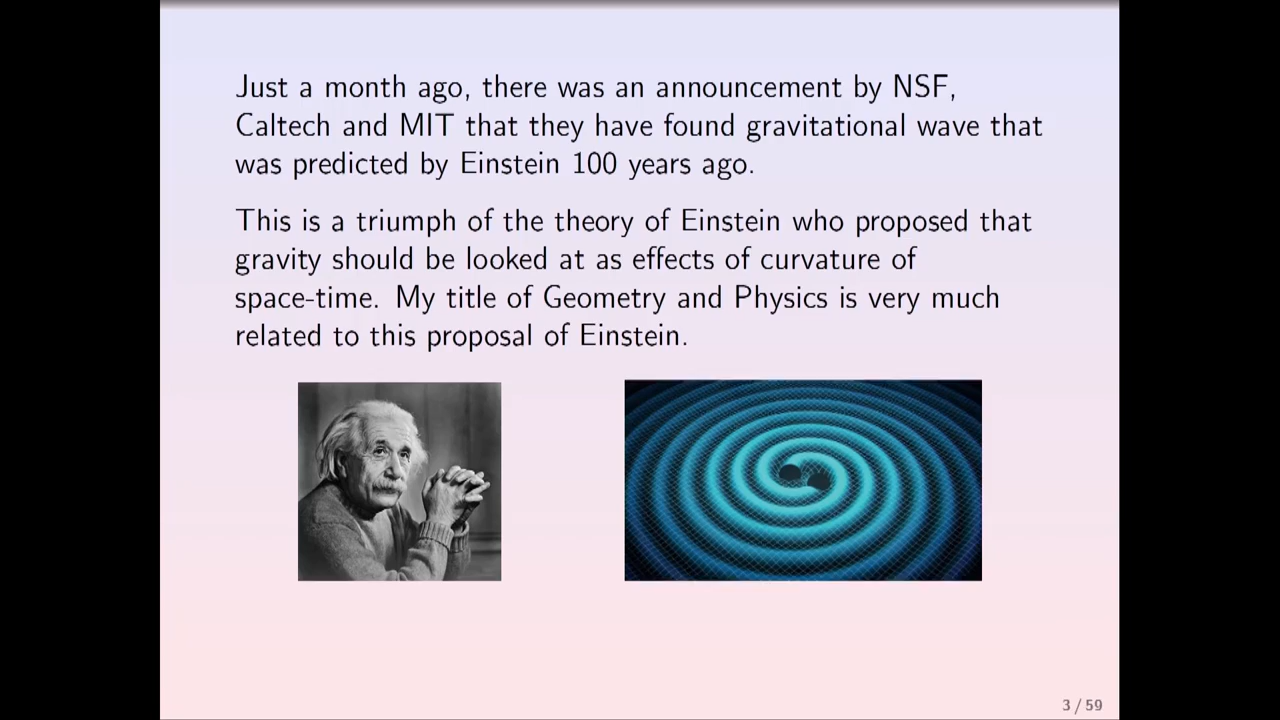 Just a month ago, there was an announcement by NSF,
Caltech and MIT that they have found gravitational wave that
was predicted by Einstein 100 years ago.
This is a triumph of the theory of Einstein who proposed that
gravity should be looked at as effects of curvature of
space-time. My title of Geometry and Physics is very much
related to this proposal of Einstein.
3 / 59